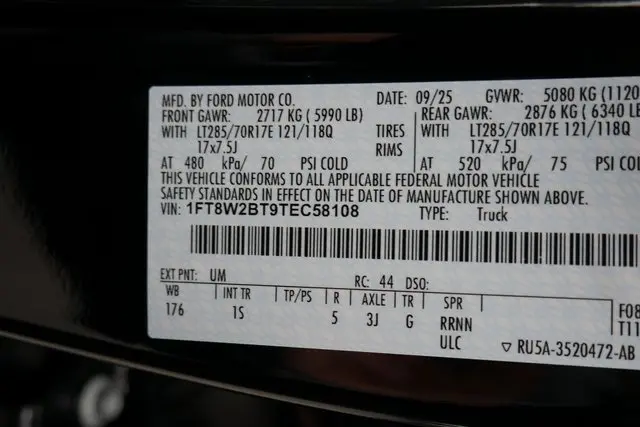 MFD. BY FORD MOTOR CO. DATE: 09/25 GVWR: 5080 KG (1120
FRONT GAWR: 2717 KG ( 5990 LB) REAR GAWR: 2876 KG ( 6340 LB
WITH LT285/70R17E 121/118Q TIRES WITH LT285/70R17E 121/118Q
17x7.5J RIMS 17x7.5J
AT 480 kPa/ 70 PSI COLD AT 520 kPa/ 75 PSI COL
THIS VEHICLE CONFORMS TO ALL APPLICABLE FEDERAL MOTOR VEHICLE
SAFETY STANDARDS IN EFFECT ON THE DATE OF MANUFACTURE SHOWN ABOVE.
VIN: 1FT8W2BT9TEC58108 TYPE: Truck
EXT PNT: UM RC: 44 DSO:
WB | INT TR | TP/PS | R | AXLE | TR | SPR | F08
176 1S 5 3J G RRNN T11
ULC ▽ RU5A-3520472-AB